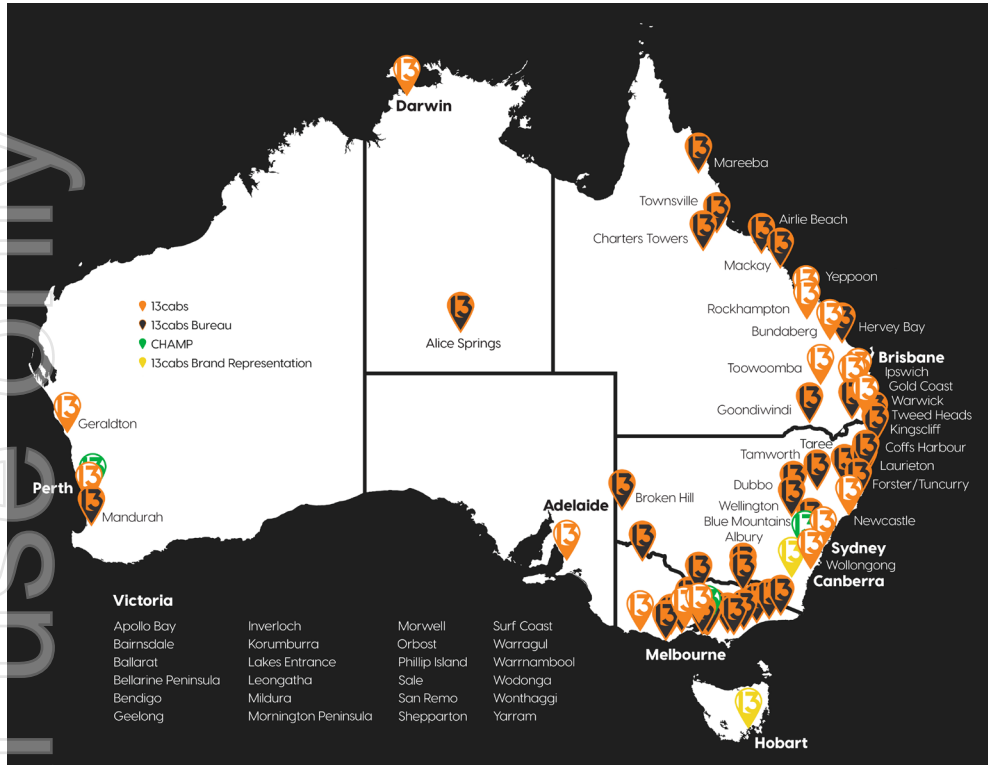 Darwin
Mareeba
Townsville
Airlie Beach
Charters Towers
Mackay
Yeppoon
13cabs
13cabs Bureau
CHAMP
13cabs Brand Representation
Alice Springs
Rockhampton
Bundaberg
Hervey Bay
Brisbane
Toowoomba
Ipswich
Gold Coast
Goondiwindi
Warwick
Tweed Heads
Kingscliff
Geraldton
Taree
Coffs Harbour
Tamworth
Laurieton
Perth
Dubbo
Forster/Tuncurry
Broken Hill
Adelaide
Wellington
Mandurah
Blue Mountains
Newcastle
Albury
Sydney
Wollongong
Canberra
Melbourne
Hobart
Victoria
Apollo Bay Inverloch Morwell Surf Coast
Bairnsdale Korumburra Orbost Warragul
Ballarat Lakes Entrance Phillip Island Warrnambool
Bellarine Peninsula Leongatha Sale Wodonga
Bendigo Mildura San Remo Wonthaggi
Geelong Mornington Peninsula Shepparton Yarram
use only